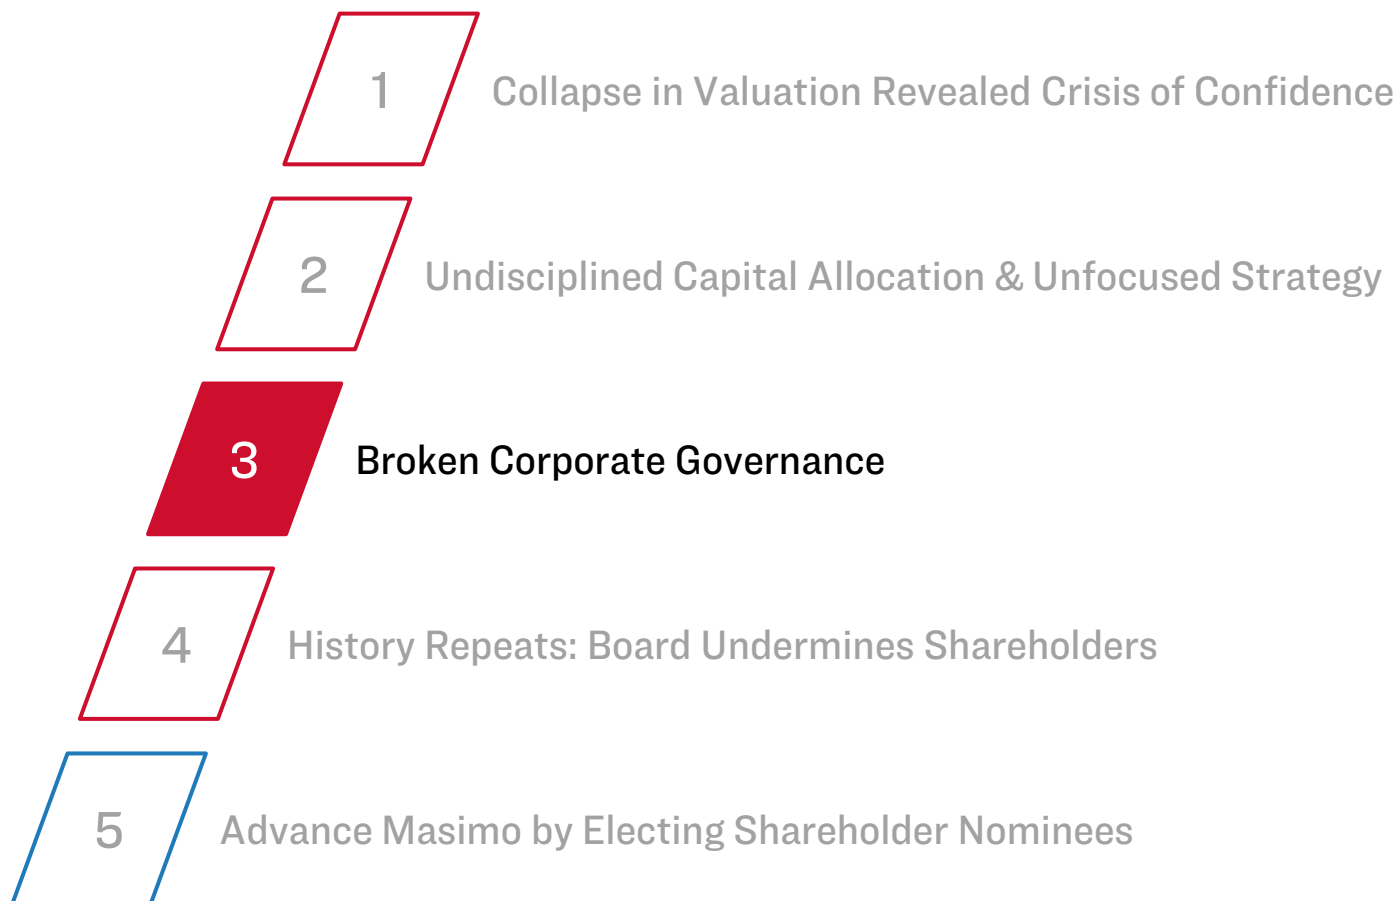 1 Collapse in Valuation Revealed Crisis of Confidence
2 Undisciplined Capital Allocation & Unfocused Strategy
3 Broken Corporate Governance
4 History Repeats: Board Undermines Shareholders
5 Advance Masimo by Electing Shareholder Nominees